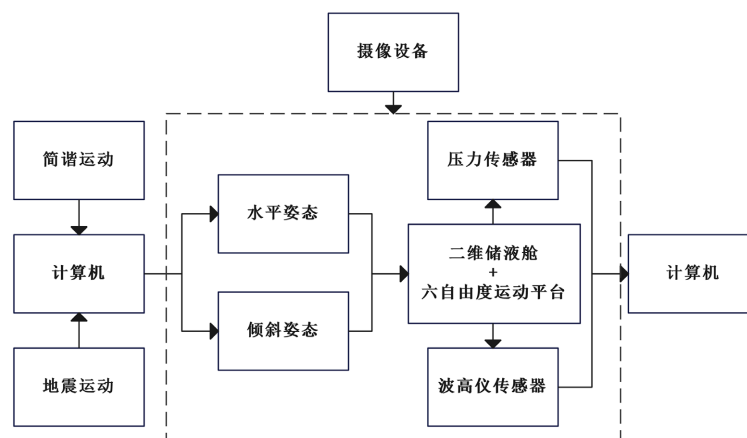 摄像设备
简谐运动
压力传感器
水平姿态
计算机
二维储液舱
+
六自由度运动平台
计算机
倾斜姿态
地震运动
波高仪传感器